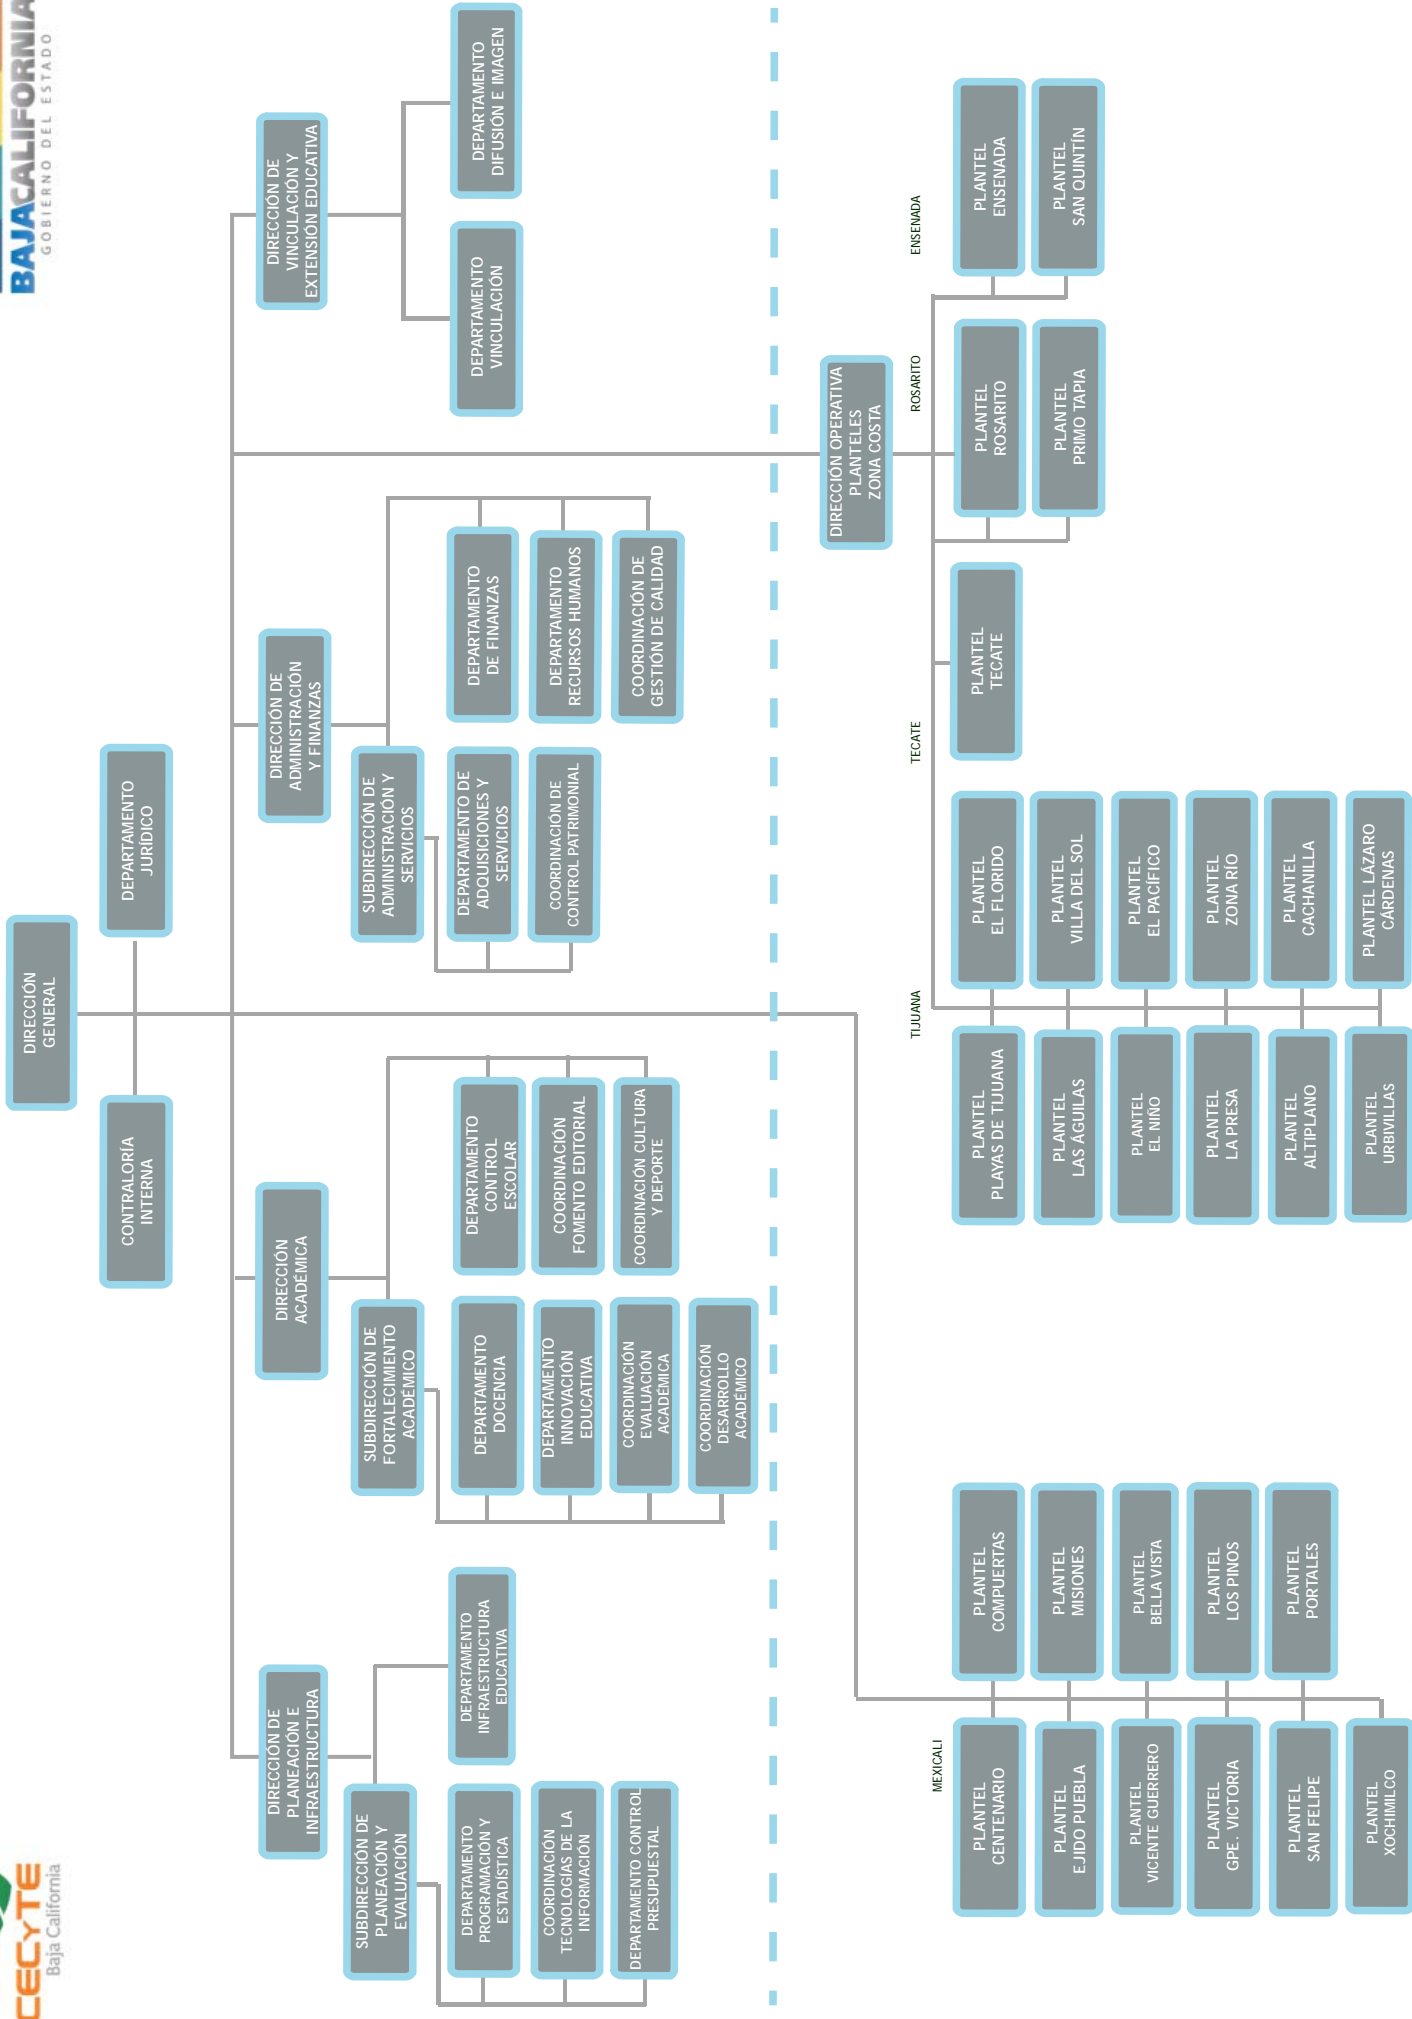 CECyTE
Baja California
BAJACALIFORNIA
GOBIERNO DEL ESTADO
DIRECCIÓN
GENERAL
CONTRALORÍA
INTERNA
DEPARTAMENTO
JURÍDICO
DIRECCIÓN DE
PLANEACIÓN E
INFRAESTRUCTURA
DIRECCIÓN
ACADÉMICA
DIRECCIÓN DE
ADMINISTRACIÓN
Y FINANZAS
DIRECCIÓN DE
VINCULACIÓN Y
EXTENSIÓN EDUCATIVA
SUBDIRECCIÓN DE
PLANEACIÓN Y
EVALUACIÓN
DEPARTAMENTO
PROGRAMACIÓN Y
ESTADÍSTICA
COORDINACIÓN
TECNOLOGÍAS DE LA
INFORMACIÓN
DEPARTAMENTO CONTROL
PRESUPUESTAL
DEPARTAMENTO
INFRAESTRUCTURA
EDUCATIVA
SUBDIRECCIÓN DE
FORTALECIMIENTO
ACADÉMICO
DEPARTAMENTO
DOCENCIA
DEPARTAMENTO
INNOVACIÓN
EDUCATIVA
COORDINACIÓN
EVALUACIÓN
ACADÉMICA
COORDINACIÓN
DESARROLLO
ACADÉMICO
DEPARTAMENTO
CONTROL
ESCOLAR
COORDINACIÓN
FOMENTO EDITORIAL
COORDINACIÓN CULTURA
Y DEPORTE
SUBDIRECCIÓN DE
ADMINISTRACIÓN Y
SERVICIOS
DEPARTAMENTO DE
ADQUISICIONES Y
SERVICIOS
COORDINACIÓN DE
CONTROL PATRIMONIAL
DEPARTAMENTO
DE FINANZAS
DEPARTAMENTO
RECURSOS HUMANOS
COORDINACIÓN DE
GESTIÓN DE CALIDAD
DEPARTAMENTO
VINCULACIÓN
DEPARTAMENTO
DIFUSIÓN E IMAGEN
DIRECCIÓN OPERATIVA
PLANTELES
ZONA COSTA
MEXICALI
PLANTEL
CENTENARIO
PLANTEL
COMPUERTAS
PLANTEL
EJIDO PUEBLA
PLANTEL
MISIONES
PLANTEL
VICENTE GUERRERO
PLANTEL
BELLA VISTA
PLANTEL
GPE. VICTORIA
PLANTEL
LOS PINOS
PLANTEL
SAN FELIPE
PLANTEL
PORTALES
PLANTEL
XOCHIMILCO
TIJUANA
PLANTEL
PLAYAS DE TIJUANA
PLANTEL
EL FLORIDO
PLANTEL
LAS ÁGUILAS
PLANTEL
VILLA DEL SOL
PLANTEL
EL NIÑO
PLANTEL
EL PACÍFICO
PLANTEL
LA PRESA
PLANTEL
ZONA RÍO
PLANTEL
ALTIPLANO
PLANTEL
CACHANILLA
PLANTEL
URBIVILLAS
PLANTEL LÁZARO
CÁRDENAS
TECATE
PLANTEL
TECATE
ROSARITO
PLANTEL
ROSARITO
PLANTEL
PRIMO TAPIA
ENSENADA
PLANTEL
ENSENADA
PLANTEL
SAN QUINTÍN